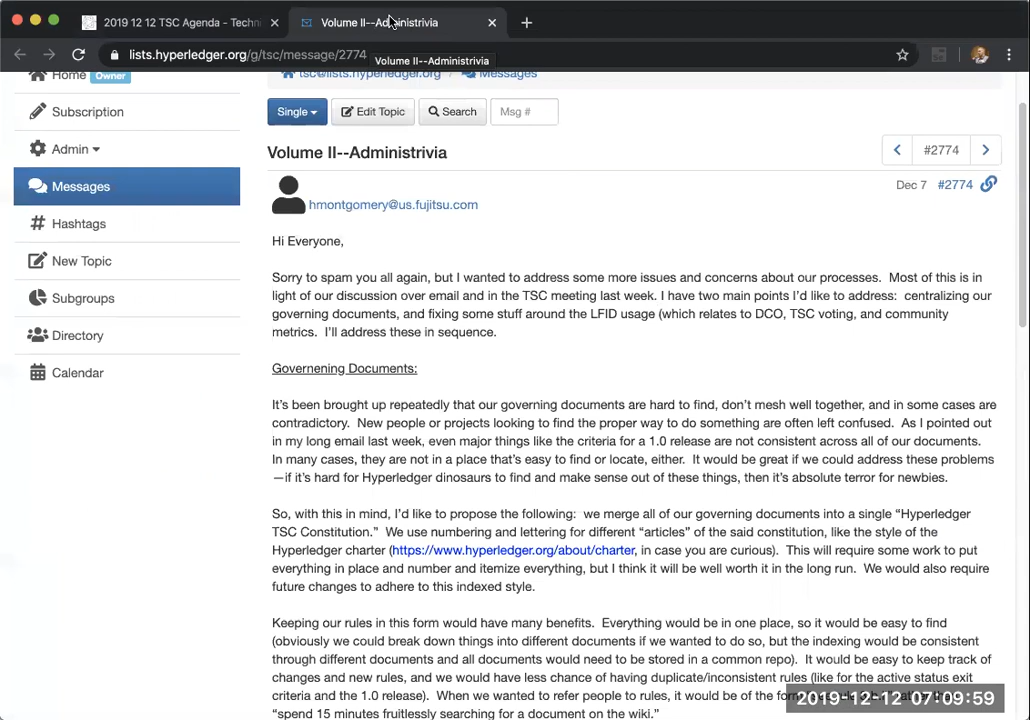 2019 12 12 TSC Agenda - Techni
Volume II--Administrivia
lists.hyperledger.org/g/tsc/message/2774
Volume II--Administrivia
Home Owner
tsc@lists.hyperledger.org / Messages
Subscription
Single
Edit Topic
Search
Msg #
Admin
Volume II--Administrivia
#2774
Messages
Dec 7 #2774
hmontgomery@us.fujitsu.com
Hashtags
Hi Everyone,
New Topic
Sorry to spam you all again, but I wanted to address some more issues and concerns about our processes. Most of this is in
light of our discussion over email and in the TSC meeting last week. I have two main points I'd like to address: centralizing our
Subgroups
governing documents, and fixing some stuff around the LFID usage (which relates to DCO, TSC voting, and community
metrics. I'll address these in sequence.
Directory
Governening Documents:
Calendar
It's been brought up repeatedly that our governing documents are hard to find, don't mesh well together, and in some cases are
contradictory. New people or projects looking to find the proper way to do something are often left confused. As I pointed out
in my long email last week, even major things like the criteria for a 1.0 release are not consistent across all of our documents.
In many cases, they are not in a place that's easy to find or locate, either. It would be great if we could address these problems
—if it's hard for Hyperledger dinosaurs to find and make sense out of these things, then it's absolute terror for newbies.
So, with this in mind, I'd like to propose the following: we merge all of our governing documents into a single “Hyperledger
TSC Constitution.” We use numbering and lettering for different “articles” of the said constitution, like the style of the
Hyperledger charter (https://www.hyperledger.org/about/charter, in case you are curious). This will require some work to put
everything in place and number and itemize everything, but I think it will be well worth it in the long run. We would also require
future changes to adhere to this indexed style.
Keeping our rules in this form would have many benefits. Everything would be in one place, so it would be easy to find
(obviously we could break down things into different documents if we wanted to do so, but the indexing would be consistent
through different documents and all documents would need to be stored in a common repo). It would be easy to keep track of
changes and new rules, and we would have less chance of having duplicate/inconsistent rules (like for the active status exit
criteria and the 1.0 release). When we wanted to refer people to rules, it would be of the
“spend 15 minutes fruitlessly searching for a document on the wiki.”
2019-12-12 07:09:59